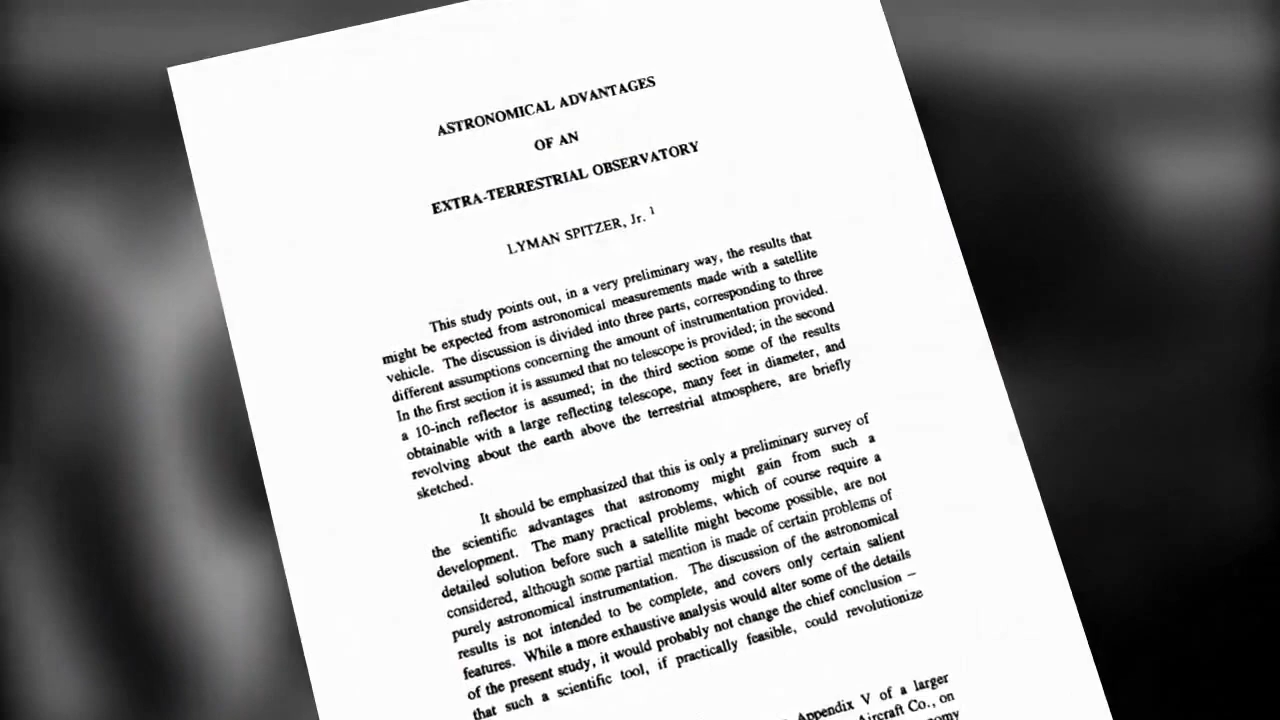 ASTRONOMICAL ADVANTAGES
OF AN
EXTRA-TERRESTRIAL OBSERVATORY
LYMAN SPITZER, Jr. 1
This study points out, in a very preliminary way, the results that
might be expected from astronomical measurements made with a satellite
vehicle. The discussion is divided into three parts, corresponding to three
different assumptions concerning the amount of instrumentation provided.
In the first section it is assumed that no telescope is provided; in the second
a 10-inch reflector is assumed; in the third section some of the results
obtainable with a large reflecting telescope, many feet in diameter, and
revolving about the earth above the terrestrial atmosphere, are briefly
sketched.
It should be emphasized that this is only a preliminary survey of
the scientific advantages that astronomy might gain from such a
development. The many practical problems, which of course require a
detailed solution before such a satellite might become possible, are not
considered, although some partial mention is made of certain problems of
purely astronomical instrumentation. The discussion of the astronomical
results is not intended to be complete, and covers only certain salient
features. While a more exhaustive analysis would alter some of the details
of the present study, it would probably not change the chief conclusion –
that such a scientific tool, if practically feasible, could revolutionize
Appendix V of a larger
Aircraft Co., on